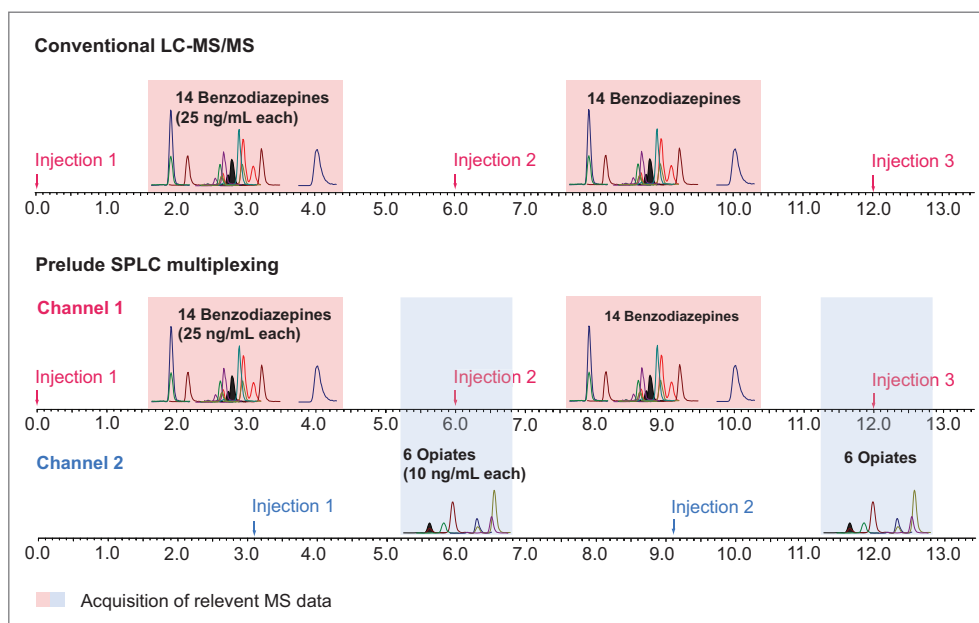 Conventional LC-MS/MS
14 Benzodiazepines
(25 ng/mL each)
14 Benzodiazepines
Injection 1
Injection 2
Injection 3
0.0 1.0 2.0 3.0 4.0 5.0 6.0 7.0 8.0 9.0 10.0 11.0 12.0 13.0
Prelude SPLC multiplexing
Channel 1
14 Benzodiazepines
(25 ng/mL each)
14 Benzodiazepines
Injection 1
Injection 2
Injection 3
0.0 1.0 2.0 3.0 4.0 5.0 6.0 7.0 8.0 9.0 10.0 11.0 12.0 13.0
Channel 2
6 Opiates
(10 ng/mL each)
6 Opiates
Injection 1
Injection 2
0.0 1.0 2.0 3.0 4.0 5.0 6.0 7.0 8.0 9.0 10.0 11.0 12.0 13.0
Acquisition of relevent MS data